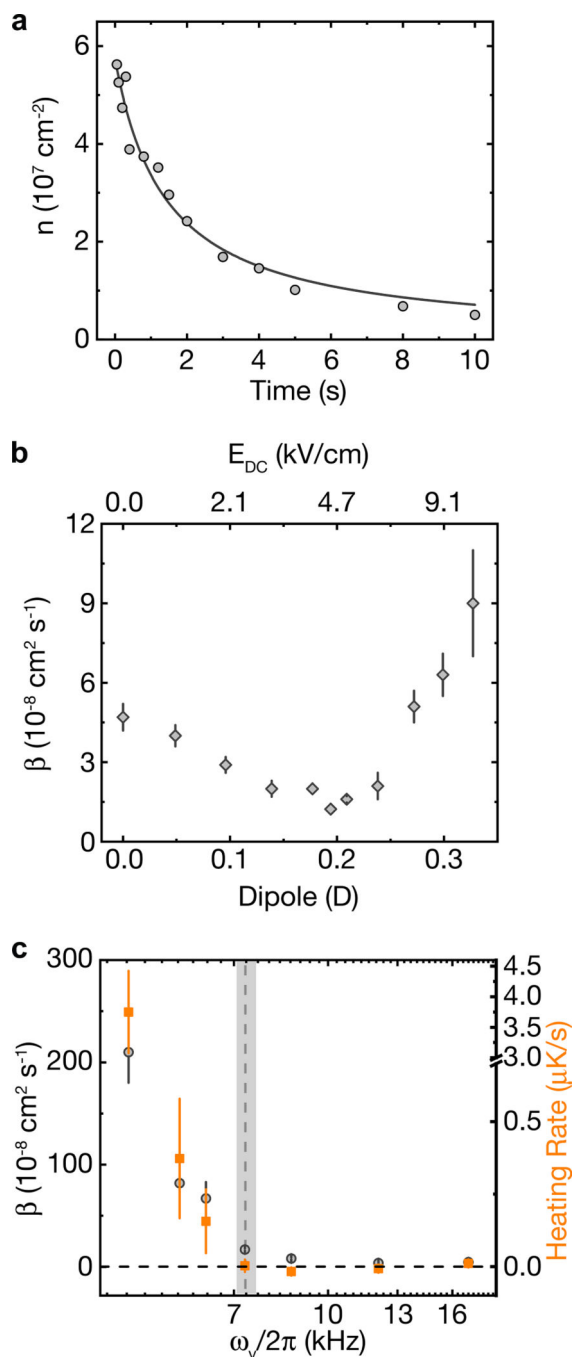 a
6
4
2
0
n (10⁷ cm⁻²)
0 2 4 6 8 10
Time (s)
b
E_DC (kV/cm)
0.0 2.1 4.7 9.1
12
9
6
3
0
β (10⁻⁸ cm² s⁻¹)
0.0 0.1 0.2 0.3
Dipole (D)
c
300
200
100
0
β (10⁻⁸ cm² s⁻¹)
4.5
4.0
3.5
3.0
0.5
0.0
Heating Rate (μK/s)
7 10 13 16
ω_y/2π (kHz)